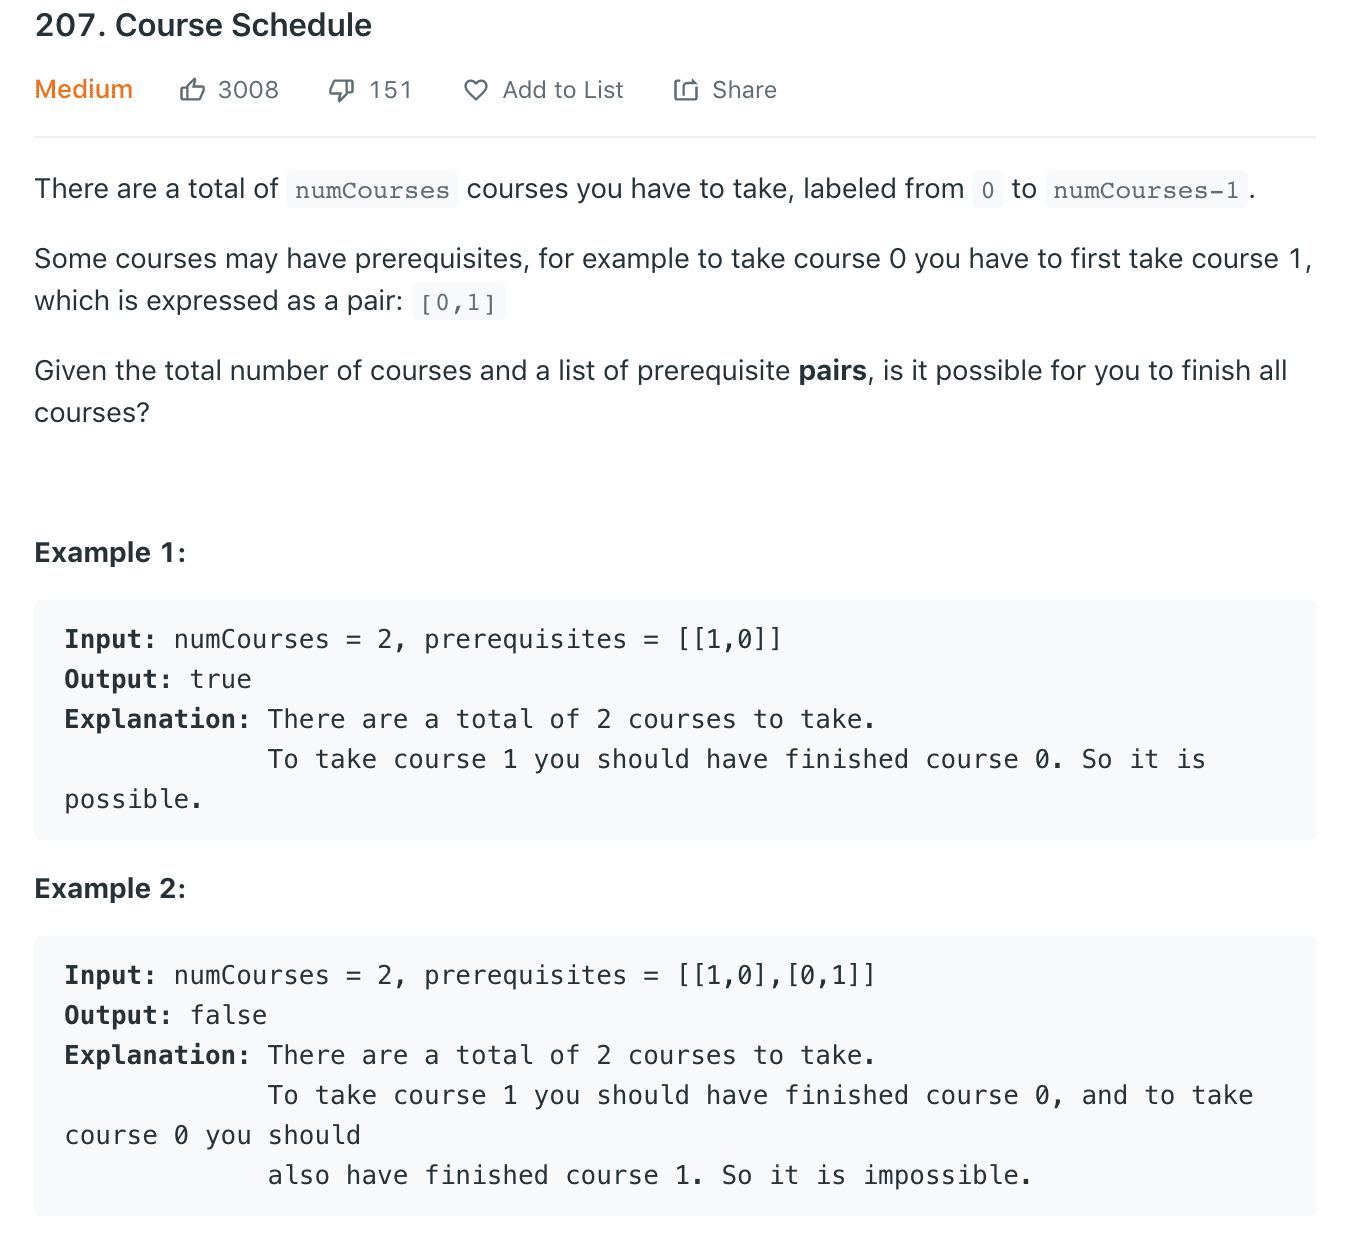 207. Course Schedule
Medium 3008 151 Add to List Share
There are a total of numCourses courses you have to take, labeled from 0 to numCourses-1.
Some courses may have prerequisites, for example to take course 0 you have to first take course 1,
which is expressed as a pair: [0,1]
Given the total number of courses and a list of prerequisite pairs, is it possible for you to finish all
courses?
Example 1:
Input: numCourses = 2, prerequisites = [[1,0]]
Output: true
Explanation: There are a total of 2 courses to take.
To take course 1 you should have finished course 0. So it is
possible.
Example 2:
Input: numCourses = 2, prerequisites = [[1,0],[0,1]]
Output: false
Explanation: There are a total of 2 courses to take.
To take course 1 you should have finished course 0, and to take
course 0 you should
also have finished course 1. So it is impossible.